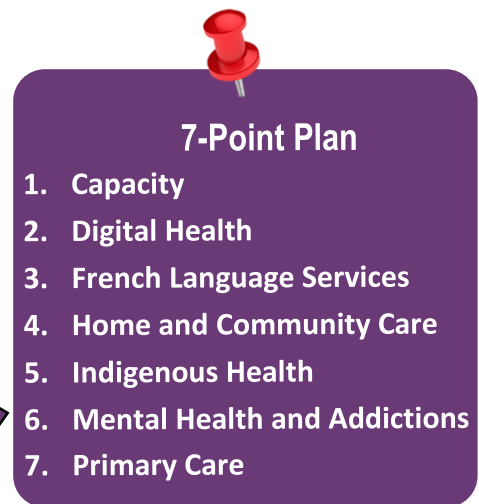 7-Point Plan
1. Capacity
2. Digital Health
3. French Language Services
4. Home and Community Care
5. Indigenous Health
6. Mental Health and Addictions
7. Primary Care